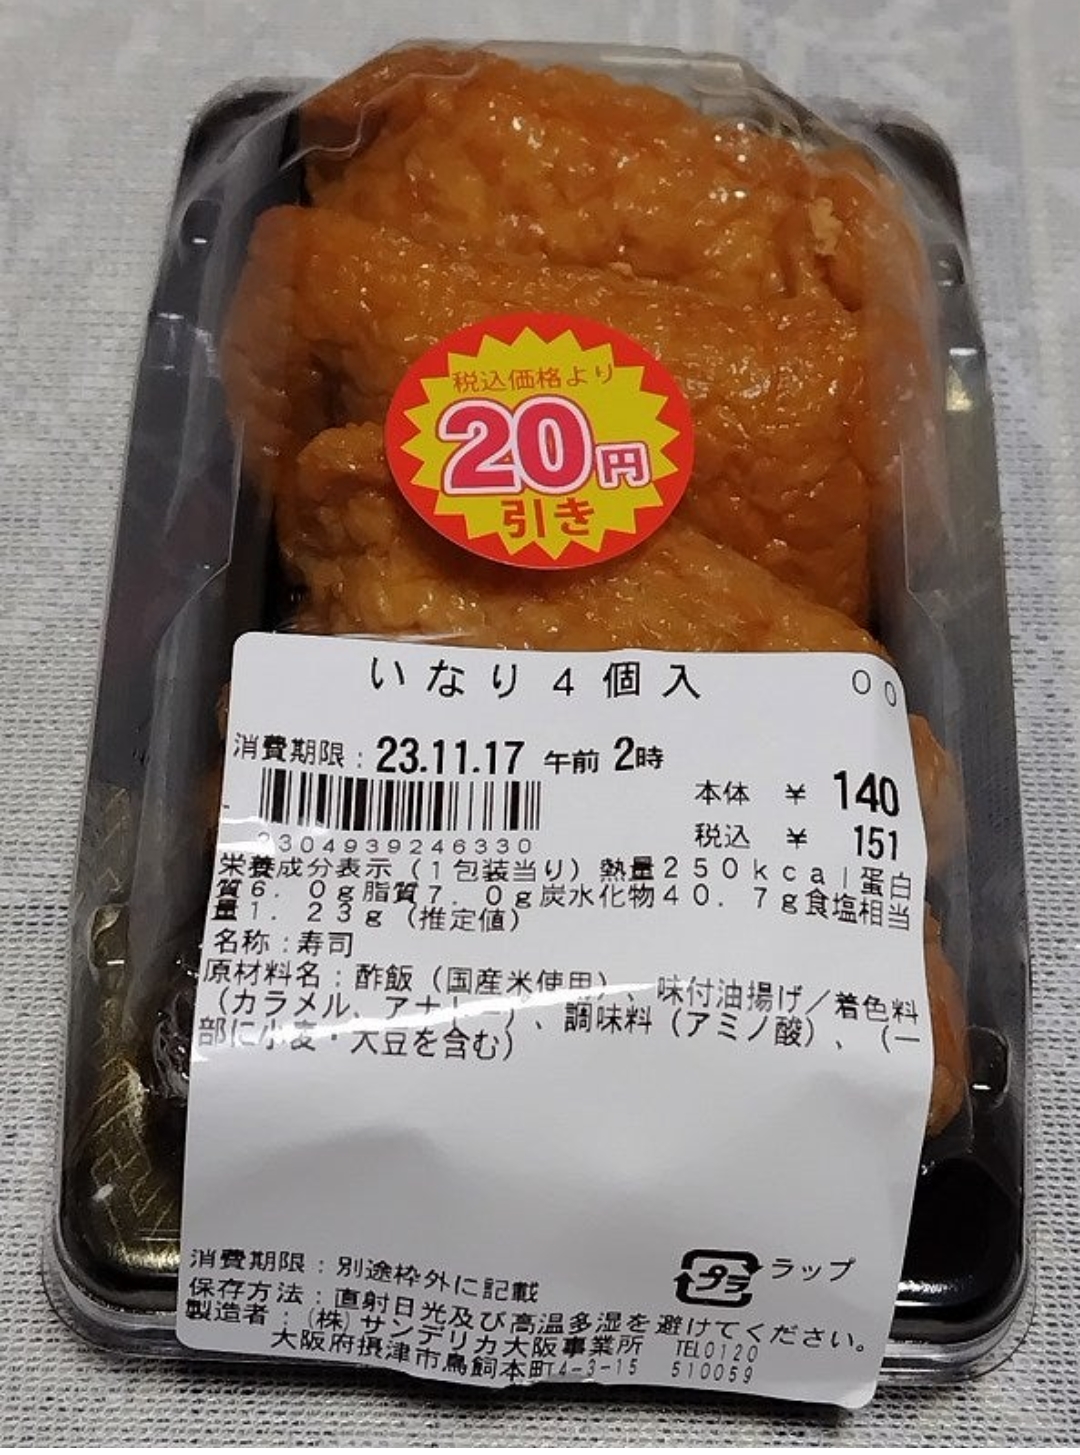 税込価格より
20円
引き
いなり4個入
00
消費期限:23.11.17 午前2時
本体 ¥ 140
税込 ¥ 151
3304939246330
栄養成分表示(1包装当り)熱量250kcal蛋白
質6.0g脂質7.0g炭水化物40.7g食塩相当
量1.23g(推定値)
名称:寿司
原材料名:酢飯(国産米使用)、味付油揚げ/着色料
(カラメル、アナトー)、調味料(アミノ酸)、(一
部に小麦・大豆を含む)
消費期限:別途枠外に記載
プラ
ラップ
保存方法:直射日光及び高温多湿を避けてください。
製造者:(株)サンデリカ大阪事業所
TEL0120
大阪府摂津市鳥飼本町4-3-15
510059